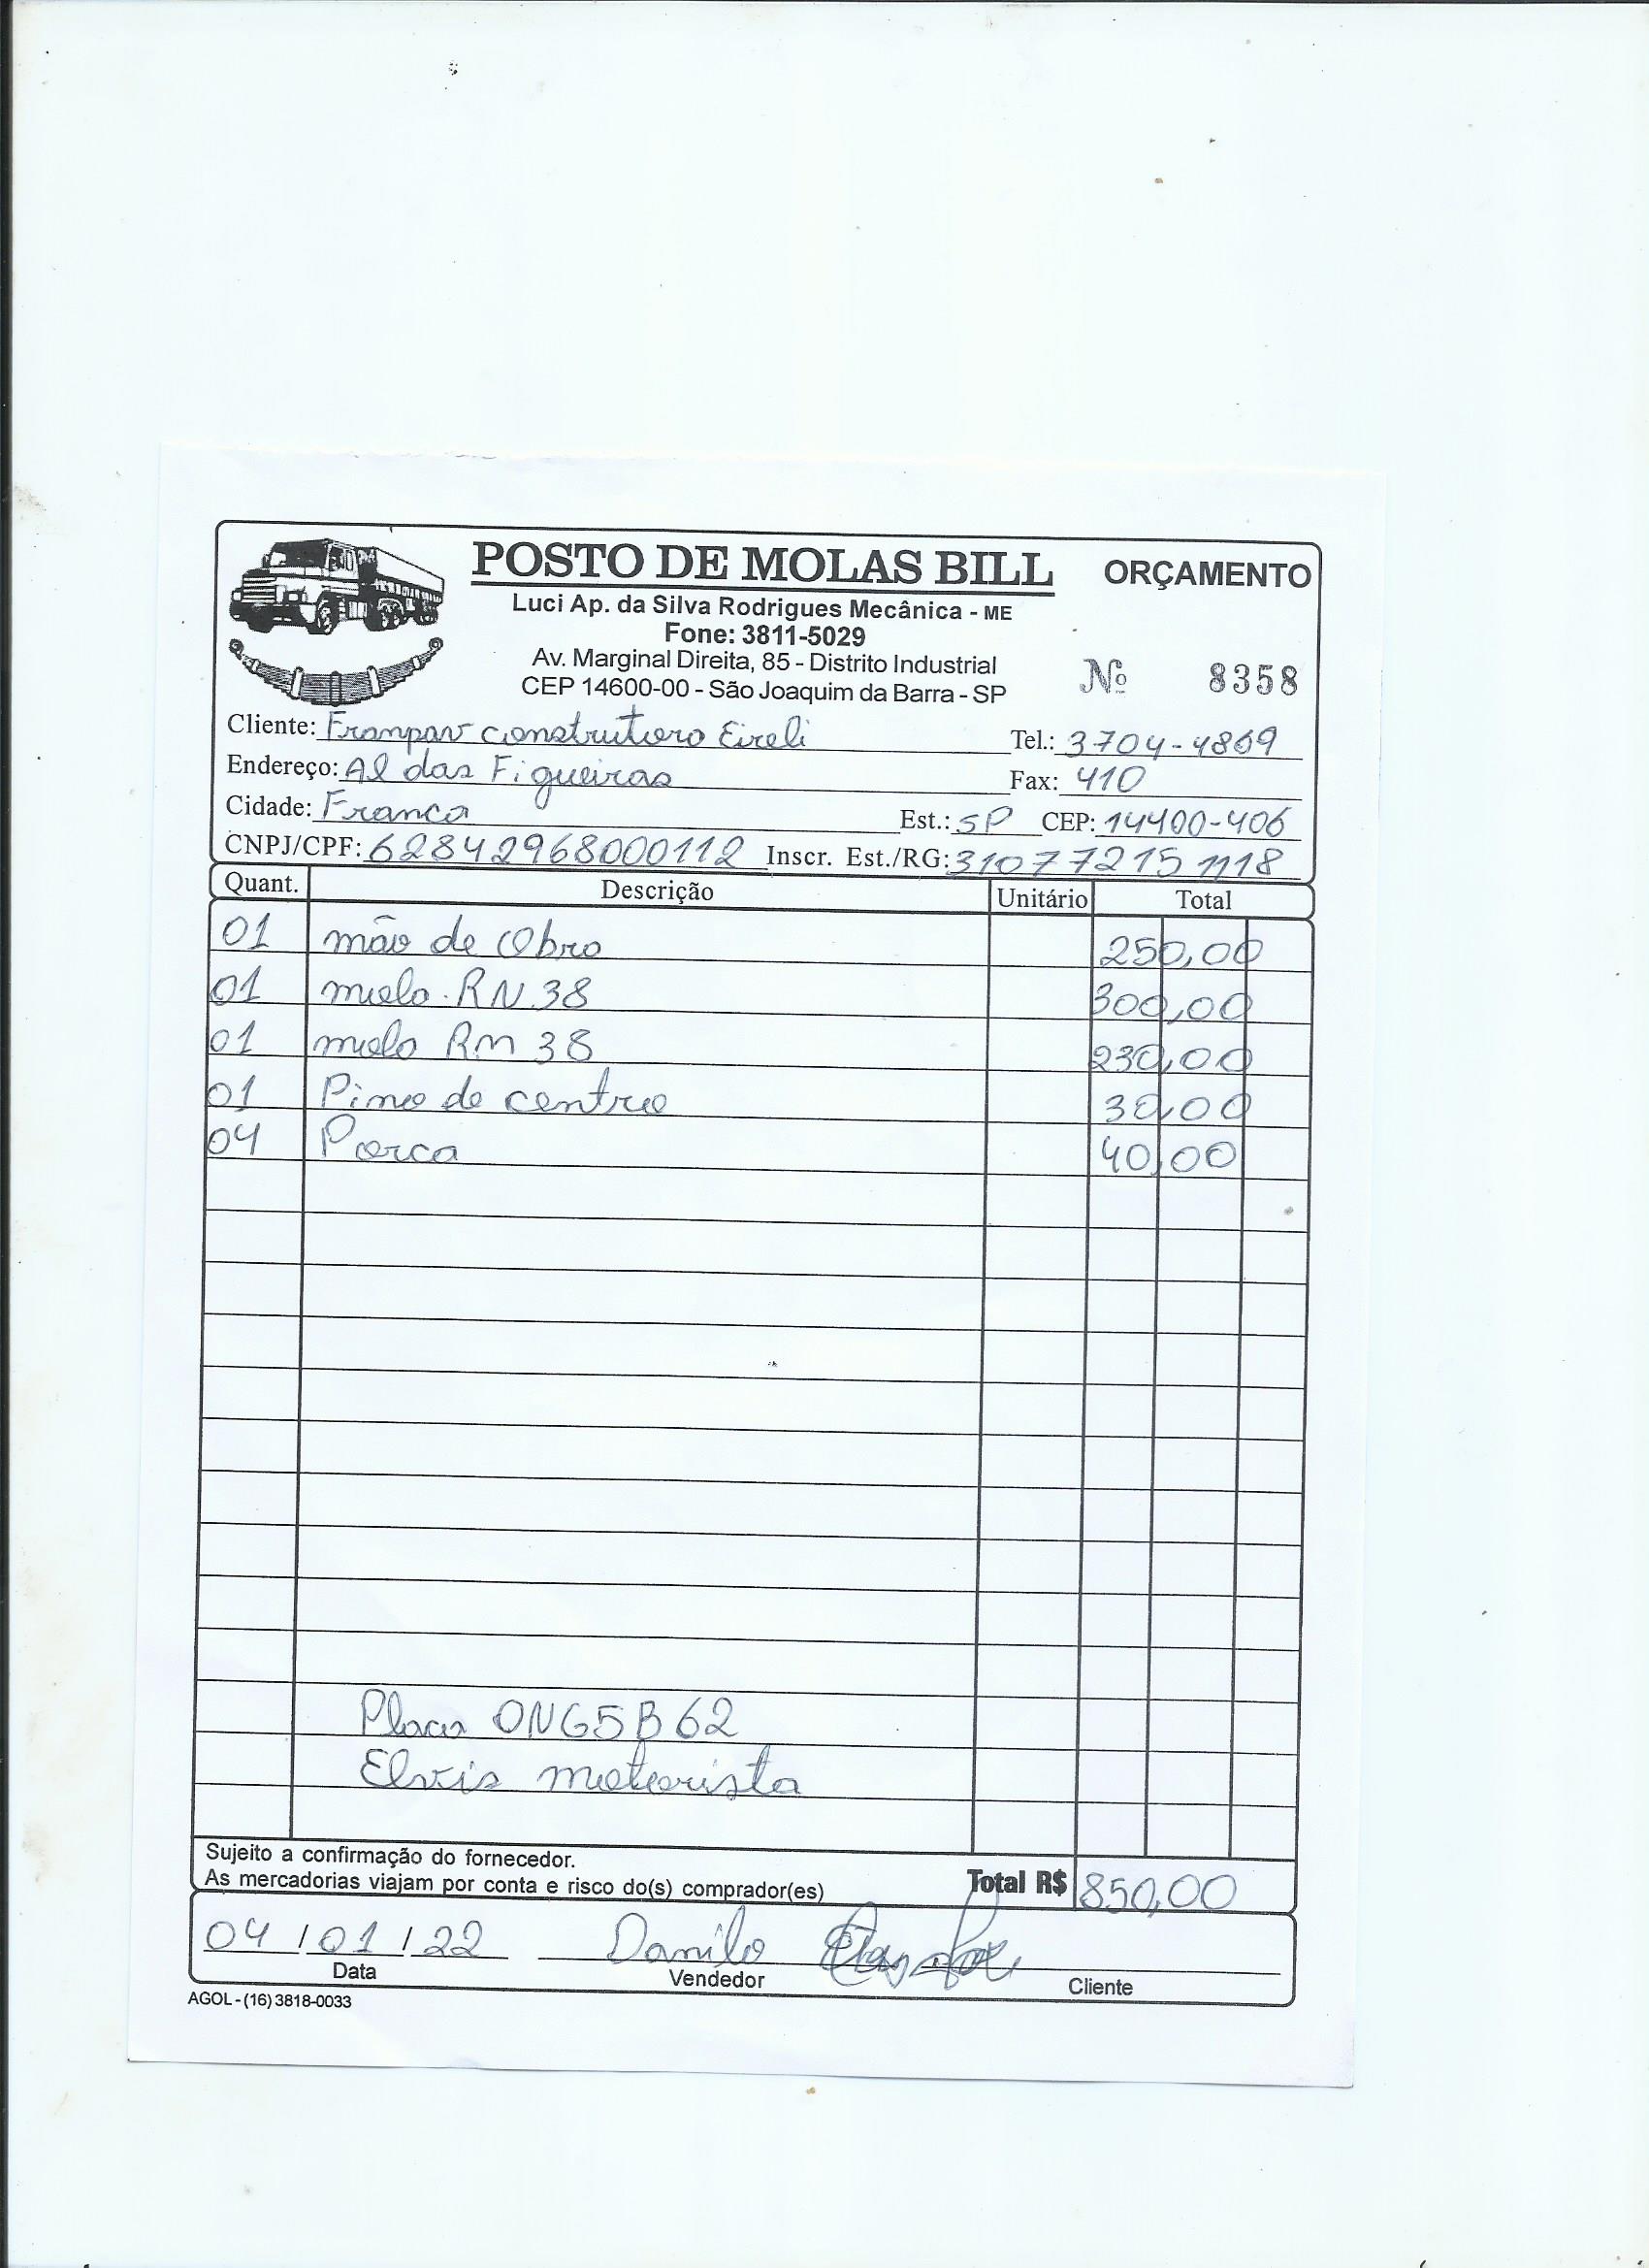 POSTO DE MOLAS BILL ORÇAMENTO
Luci Ap. da Silva Rodrigues Mecânica - ME
Fone: 3811-5029
Av. Marginal Direita, 85 - Distrito Industrial
CEP 14600-00 - São Joaquim da Barra - SP
Nº 8358
Cliente: Franpav construtora Eireli Tel.: 3704-4869
Endereço: Al das Figueiras Fax: 410
Cidade: Franca Est.: SP CEP: 14400-406
CNPJ/CPF: 62842968000112 Inscr. Est./RG: 310772151118
Quant. Descrição Unitário Total
01 mão de Obra 250,00
01 mola RN 38 300,00
01 mola RM 38 230,00
01 Pino de centro 30,00
04 Porca 40,00
Placa ONG5B62
Elvis motorista
Sujeito a confirmação do fornecedor.
As mercadorias viajam por conta e risco do(s) comprador(es) Total R$ 850,00
04 / 01 / 22 Danilo
Data Vendedor Cliente
AGOL - (16) 3818-0033